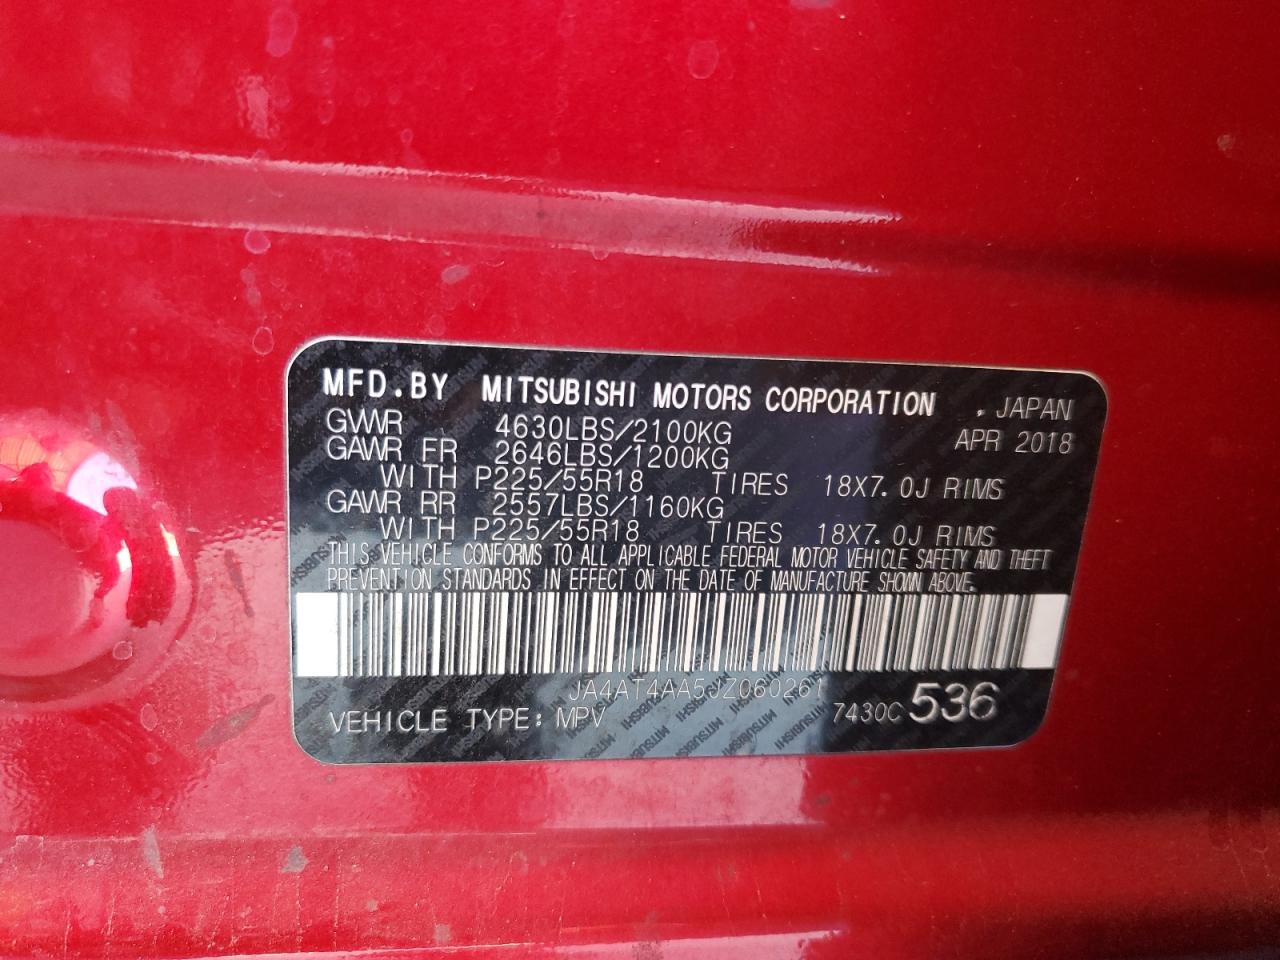 MFD.BY MITSUBISHI MOTORS CORPORATION . JAPAN
GVWR 4630LBS/2100KG APR 2018
GAWR FR 2646LBS/1200KG
WITH P225/55R18 TIRES 18X7.0J RIMS
GAWR RR 2557LBS/1160KG
WITH P225/55R18 TIRES 18X7.0J RIMS
THIS VEHICLE CONFORMS TO ALL APPLICABLE FEDERAL MOTOR VEHICLE SAFETY AND THEFT
PREVENTION STANDARDS IN EFFECT ON THE DATE OF MANUFACTURE SHOWN ABOVE.
JA4AT4AA5JZ060261
VEHICLE TYPE: MPV 7430C 536